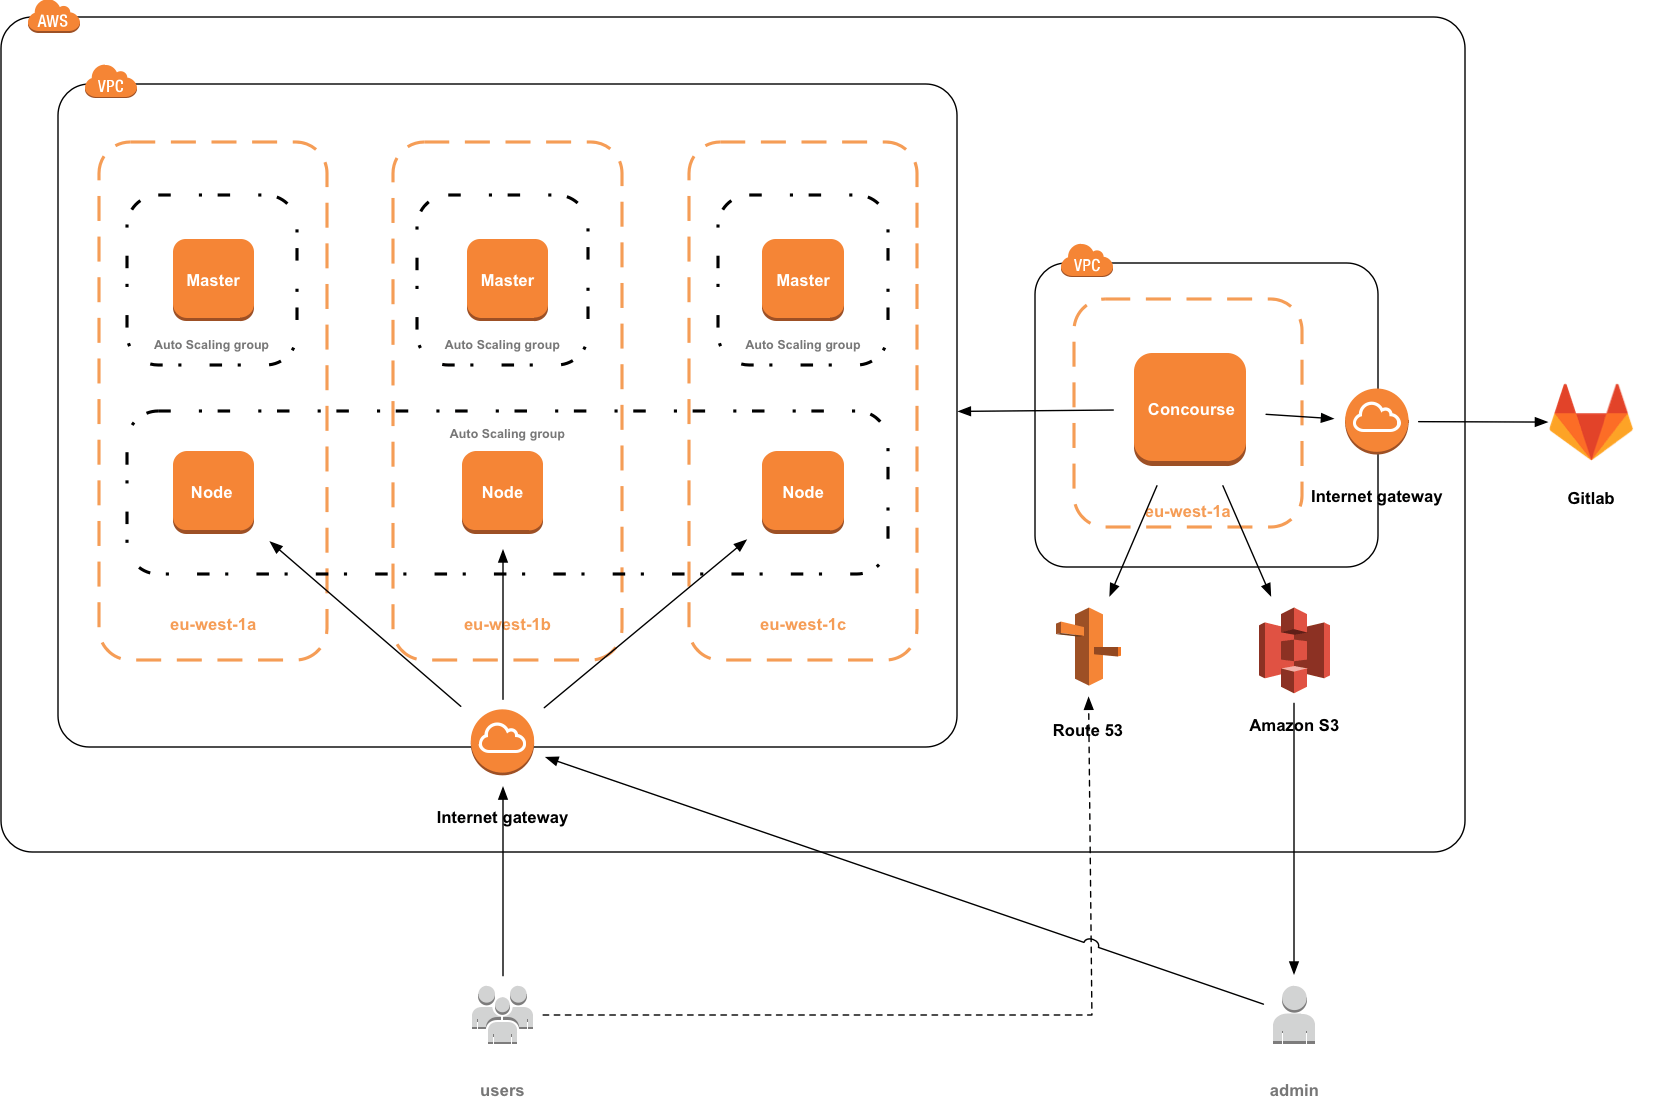 AWS
VPC
Master
Master
Master
Auto Scaling group
Auto Scaling group
Auto Scaling group
Auto Scaling group
Node
Node
Node
eu-west-1a
eu-west-1b
eu-west-1c
Internet gateway
VPC
Concourse
eu-west-1a
Internet gateway
Gitlab
Route 53
Amazon S3
users
admin